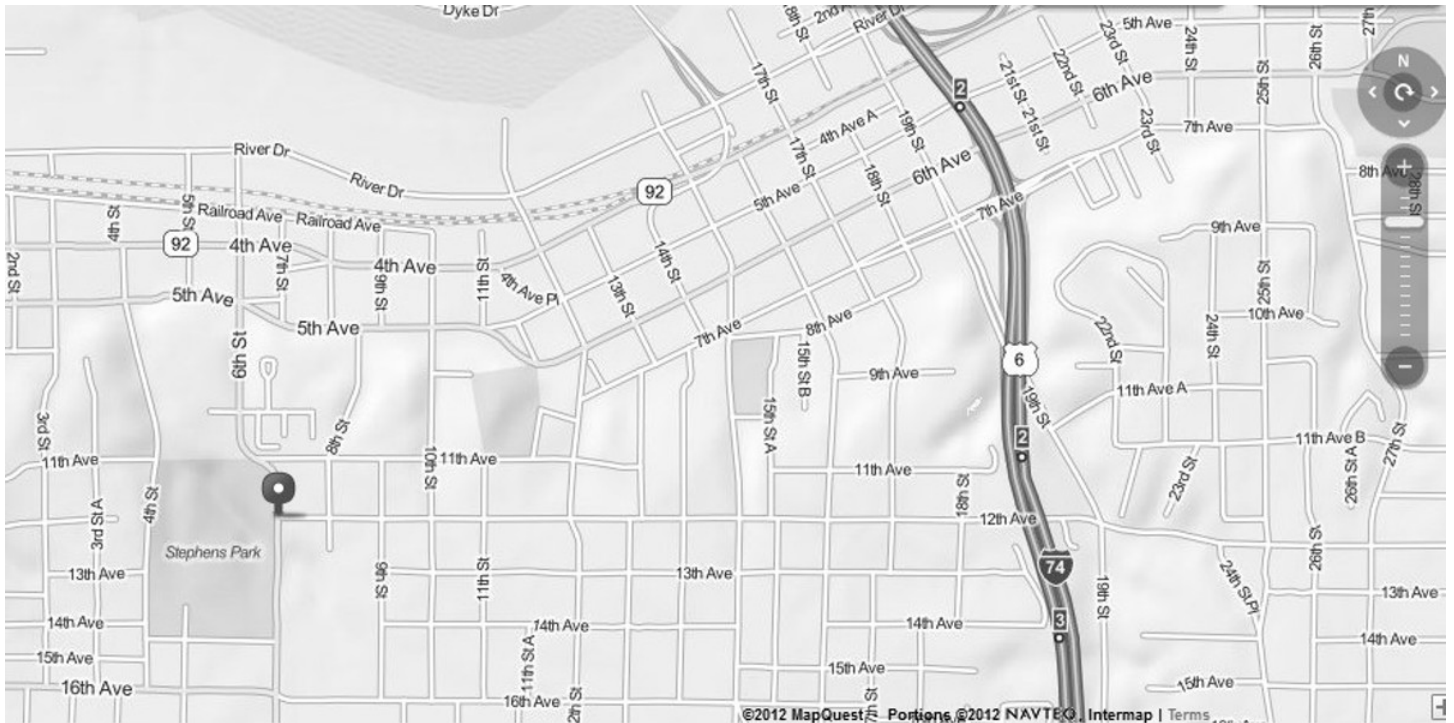 Dyke Dr
18th St
2nd
River Dr
5th Ave
27th
24th St
26th St
23rd St
22nd St
21st St
25th St
N
17th St
2
6th Ave
4th Ave A
19th St
21st St
23rd St
7th Ave
River Dr
17th St
6th Ave
18th St
8th Ave
28th St
River Dr
92
5th Ave
7th Ave
4th St
5th St
Railroad Ave
Railroad Ave
92
4th Ave
7th St
4th Ave
9th St
11th St
4th Ave Pl
14th St
13th St
9th Ave
2nd St
5th Ave
5th Ave
25th St
10th Ave
7th Ave
8th Ave
22nd St
24th St
6th St
15th St B
9th Ave
6
11th Ave A
19th St
3rd St
8th St
10th St
15th St A
2
11th Ave B
11th Ave
11th Ave
11th Ave
23rd St
26th St A
27th St
4th St
3rd St A
18th St
12th Ave
Stephens Park
26th St
13th Ave
9th St
11th St
13th Ave
74
19th St
24th St Pl
13th Ave
14th Ave
14th Ave
14th Ave
3
14th Ave
15th Ave
11th St A
15th Ave
15th Ave
16th Ave
16th Ave
©2012 MapQuest Portions ©2012 NAVTEQ, Intermap | Terms